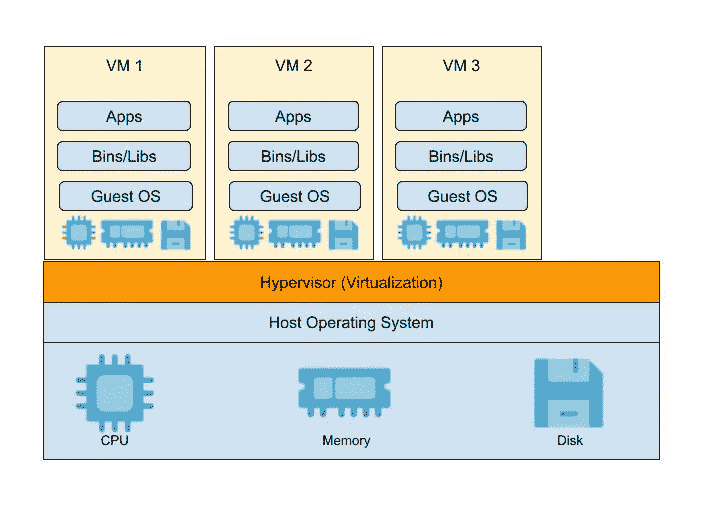 VM 1
VM 2
VM 3
Apps
Apps
Apps
Bins/Libs
Bins/Libs
Bins/Libs
Guest OS
Guest OS
Guest OS
Hypervisor (Virtualization)
Host Operating System
CPU
Memory
Disk